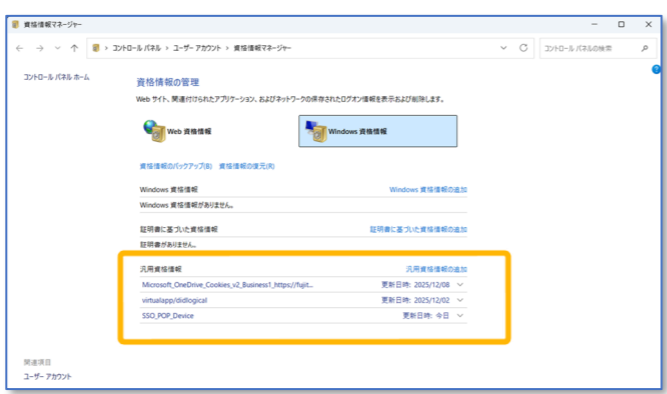 資格情報マネージャー
コントロール パネル › ユーザー アカウント › 資格情報マネージャー
コントロール パネルの検索
コントロール パネル ホーム
資格情報の管理
Web サイト、関連付けられたアプリケーション、およびネットワークの保存されたログオン情報を表示および削除します。
Web 資格情報
Windows 資格情報
資格情報のバックアップ(B) 資格情報の復元(R)
Windows 資格情報 Windows 資格情報の追加
Windows 資格情報がありません。
証明書に基づいた資格情報 証明書に基づいた資格情報の追加
証明書がありません。
汎用資格情報 汎用資格情報の追加
Microsoft_OneDrive_Cookies_v2_Business1_https://fujit... 更新日時: 2025/12/08
virtualapp/didlogical 更新日時: 2025/12/02
SSO_POP_Device 更新日時: 今日
関連項目
ユーザー アカウント